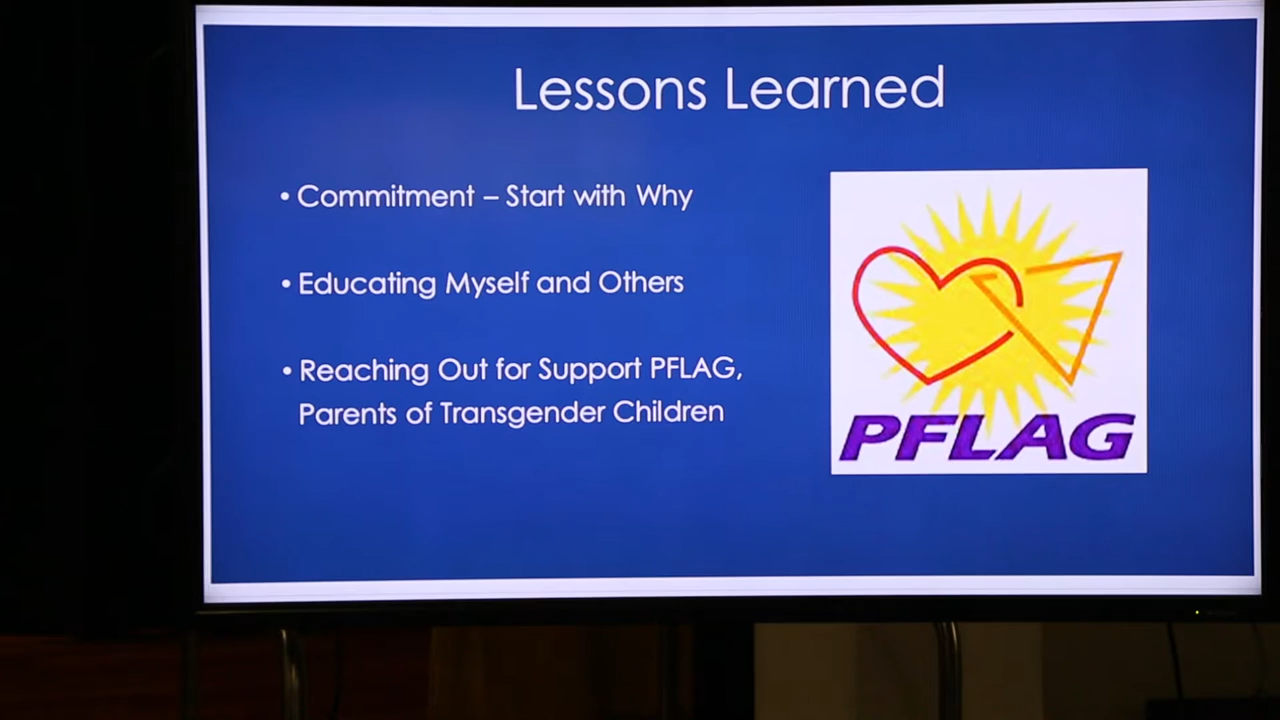 Lessons Learned
• Commitment – Start with Why
• Educating Myself and Others
• Reaching Out for Support PFLAG,
Parents of Transgender Children
PFLAG